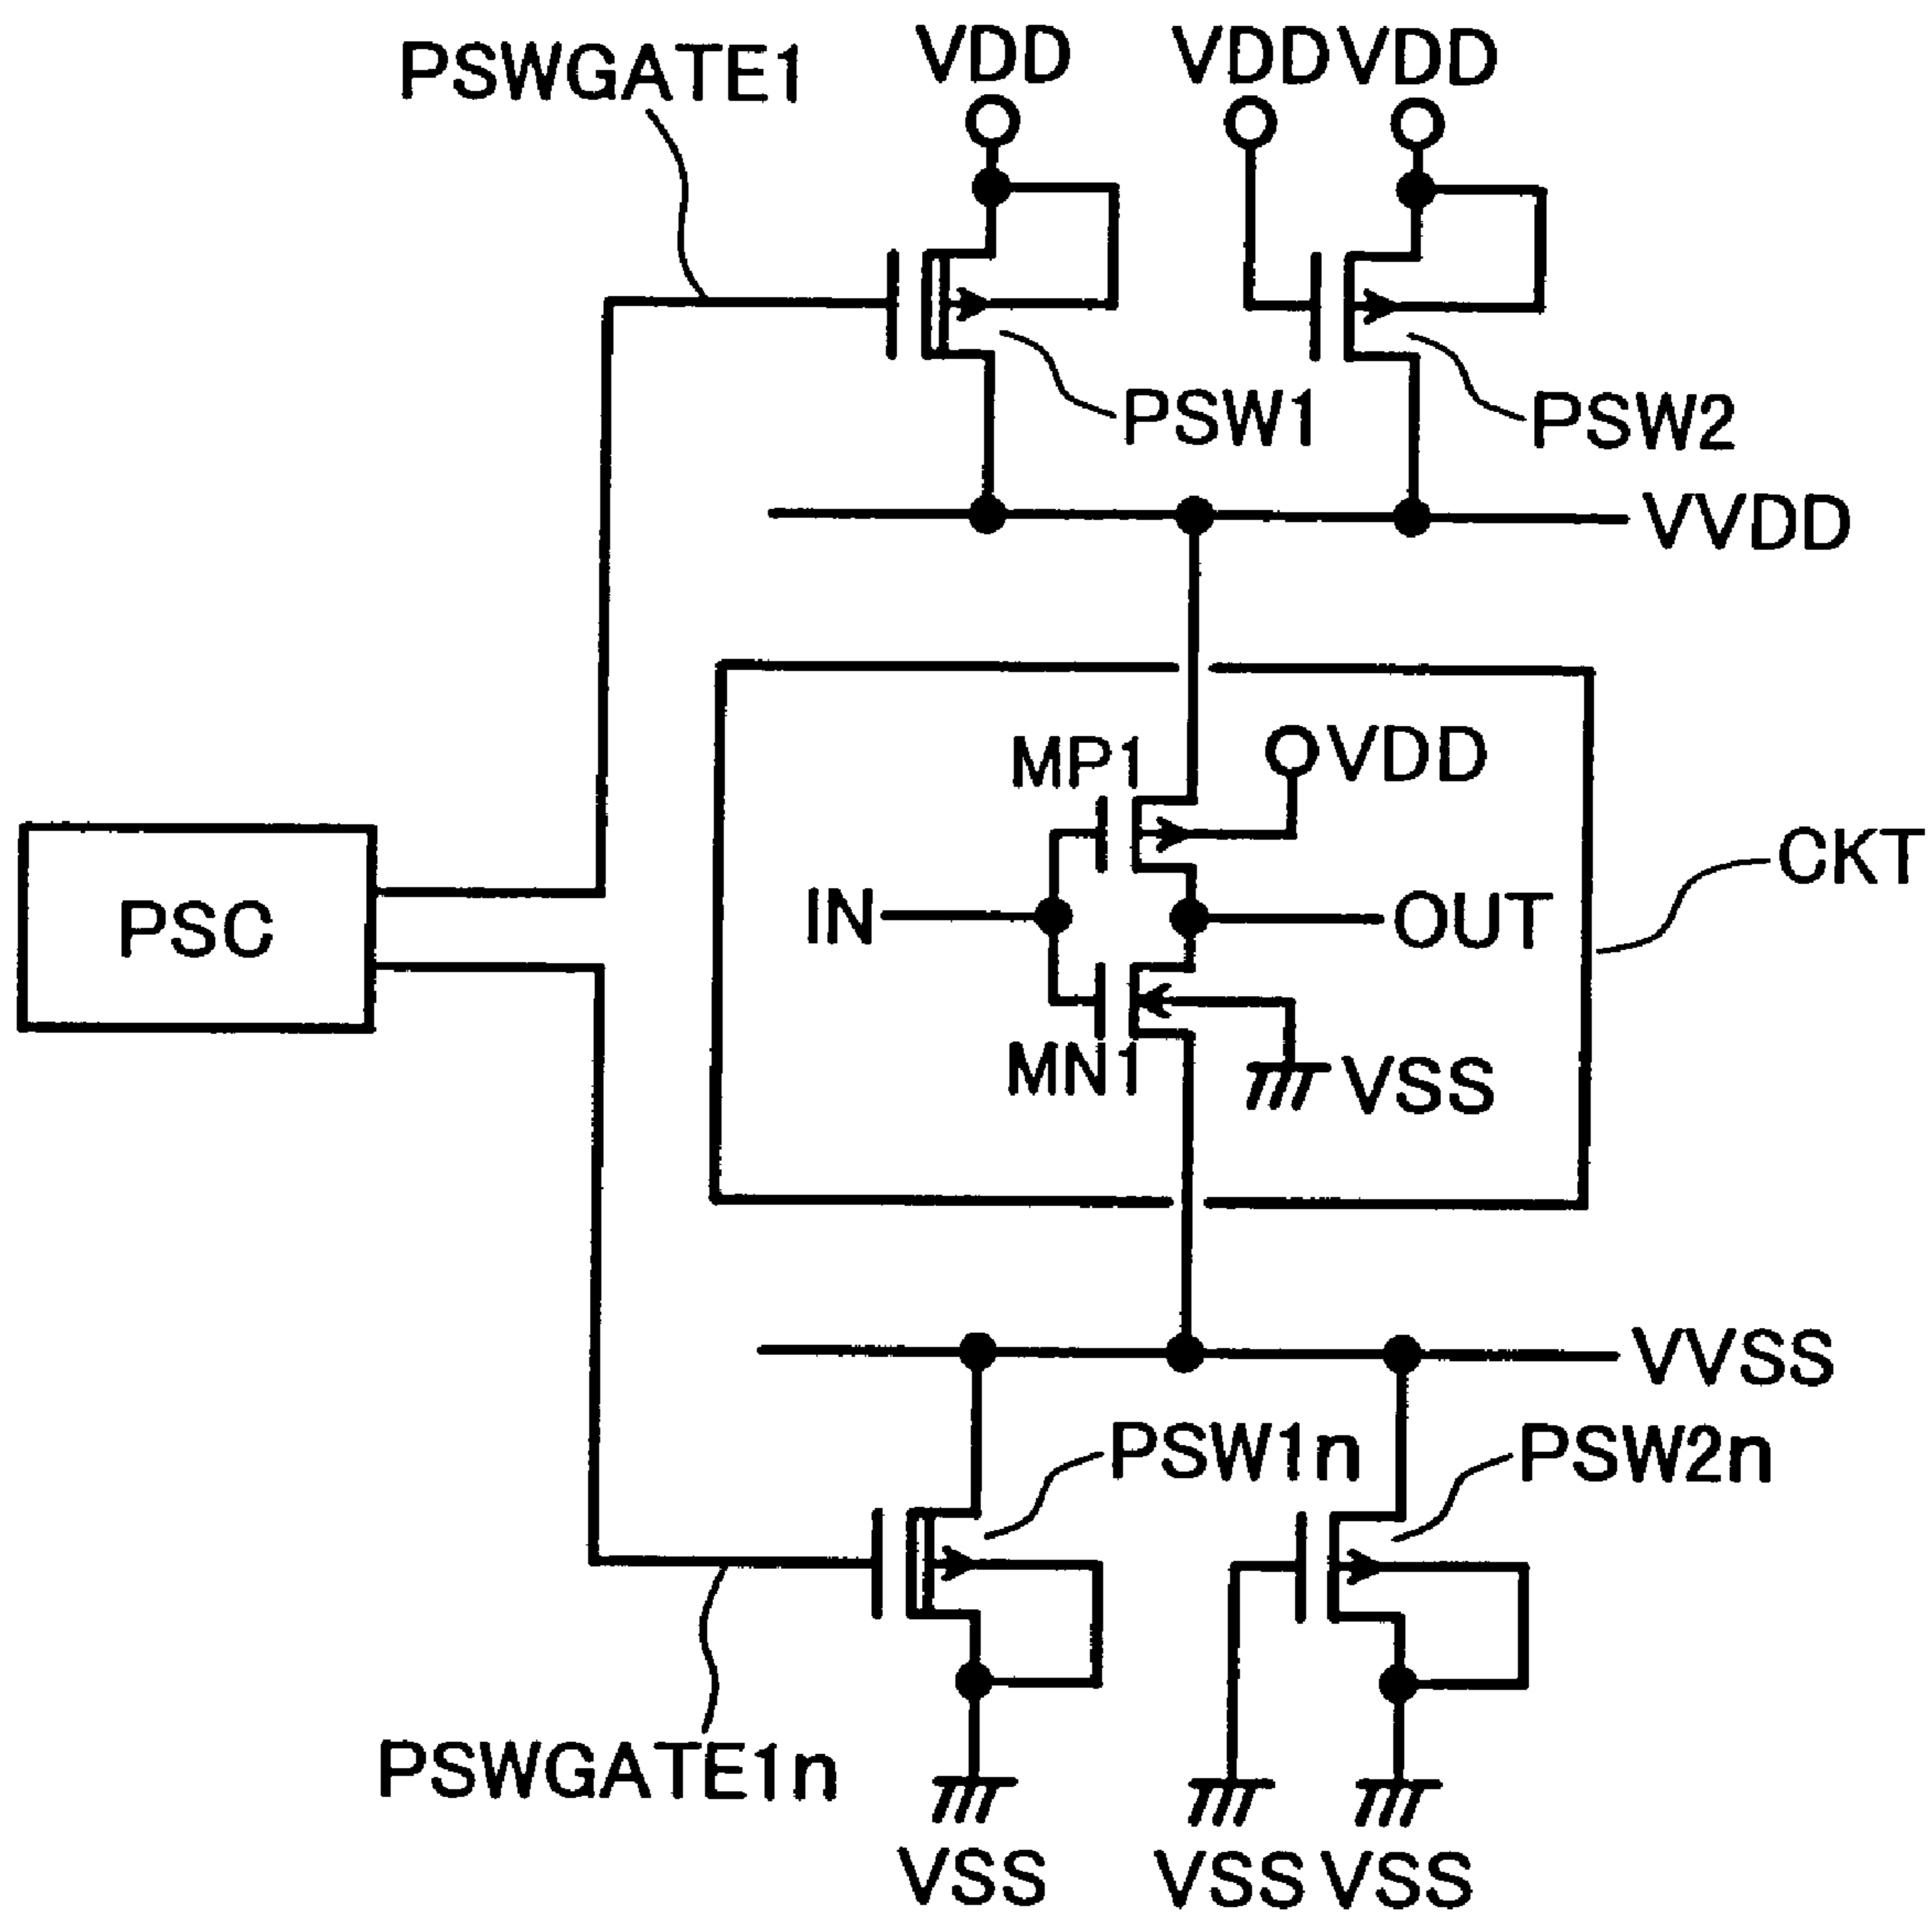 PSWGATE1
VDD
VDD
VDD
PSW1
PSW2
VVDD
MP1
VDD
CKT
PSC
IN
OUT
MN1
VSS
VVSS
PSW1n
PSW2n
PSWGATE1n
VSS
VSS
VSS